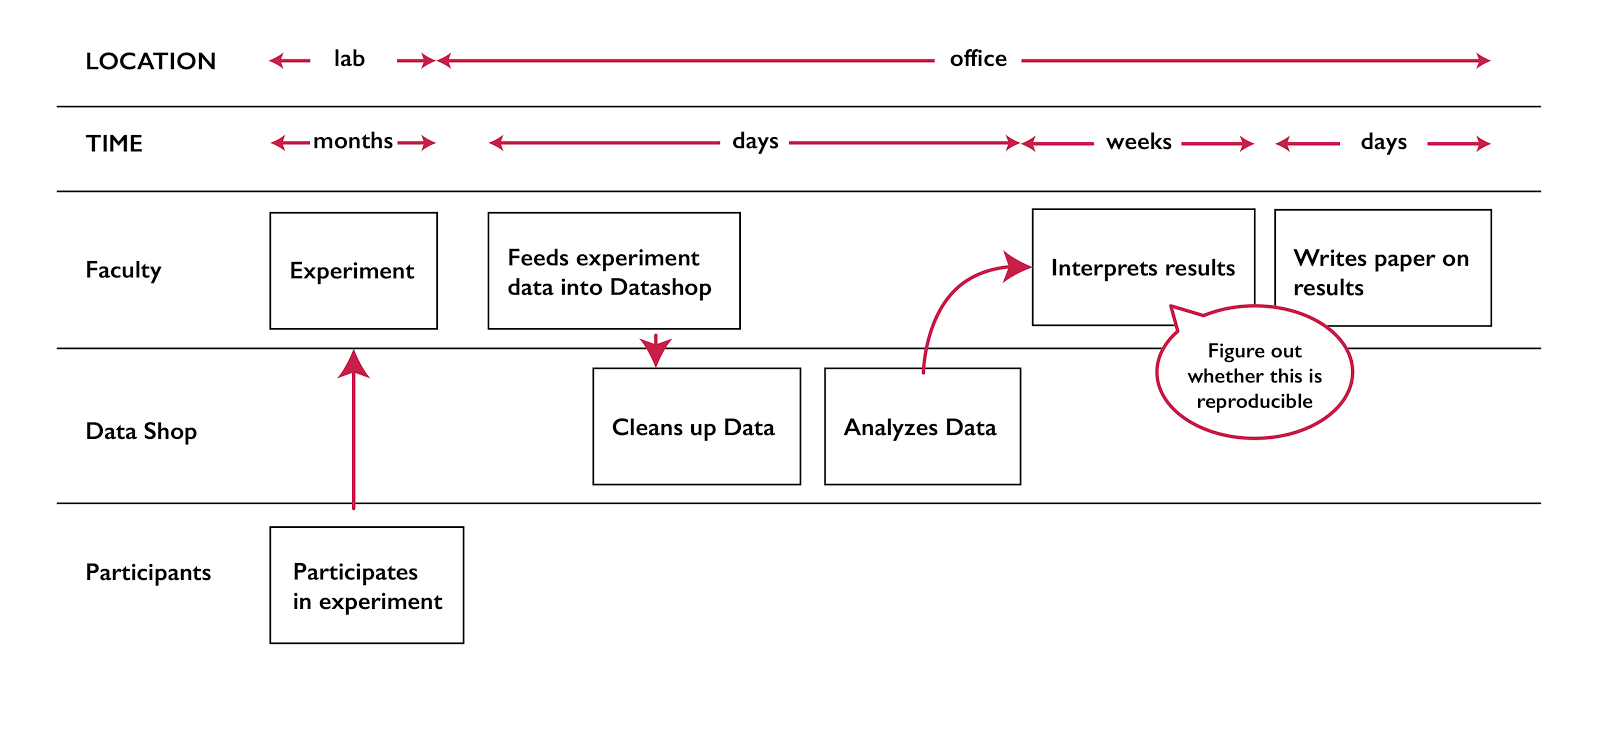 LOCATION lab office
TIME months days weeks days
Faculty
Experiment
Feeds experiment
data into Datashop
Interprets results
Writes paper on
results
Figure out
whether this is
reproducible
Data Shop
Cleans up Data
Analyzes Data
Participants
Participates
in experiment